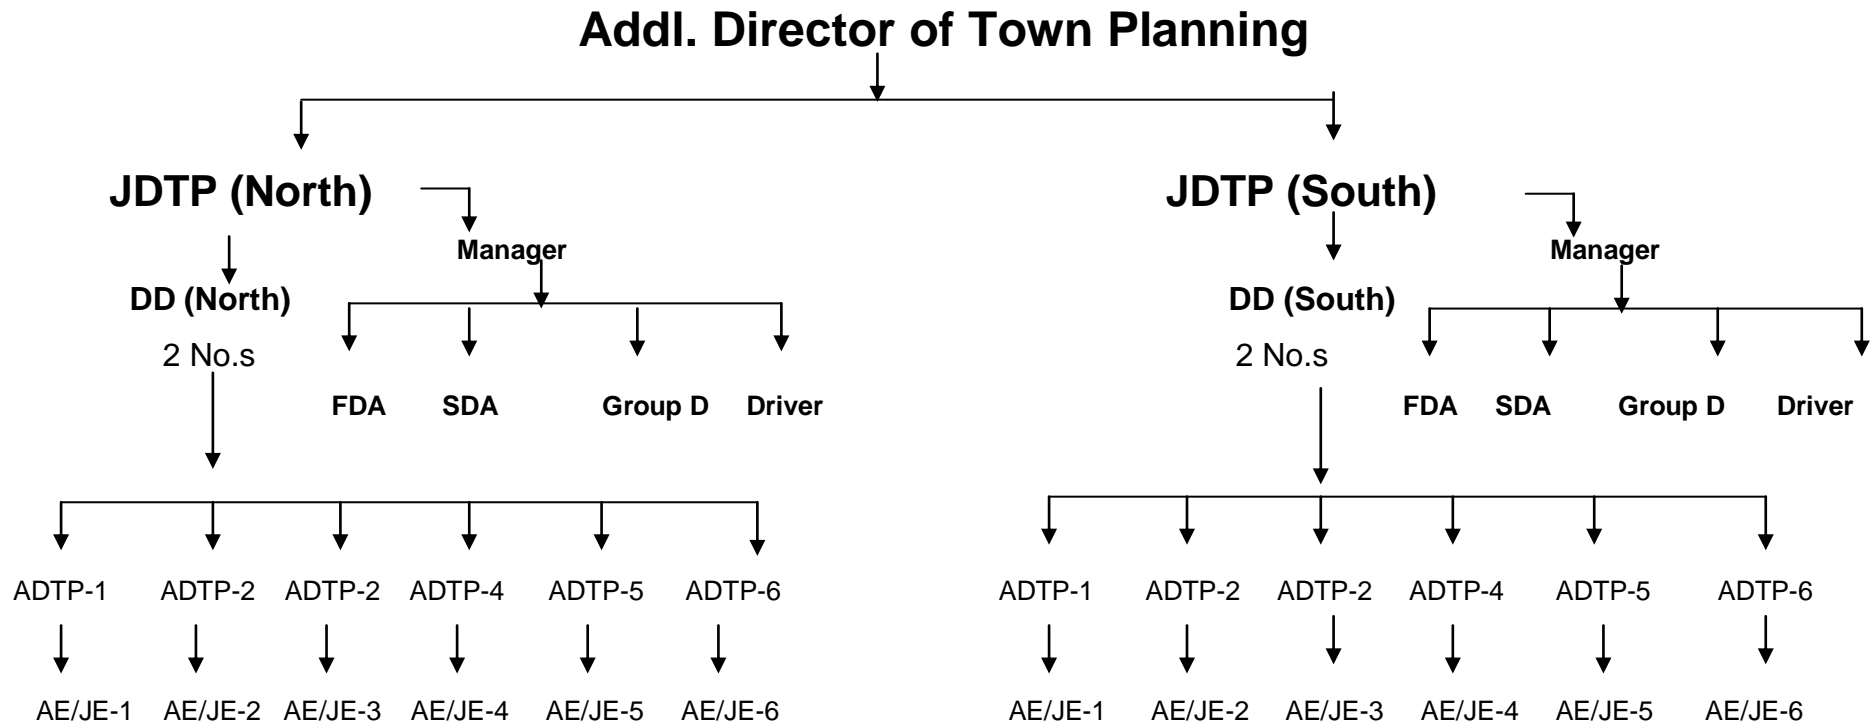 Addl. Director of Town Planning
JDTP (North)
JDTP (South)
Manager
Manager
DD (North)
DD (South)
2 No.s
2 No.s
FDA SDA Group D Driver
FDA SDA Group D Driver
ADTP-1 ADTP-2 ADTP-2 ADTP-4 ADTP-5 ADTP-6
ADTP-1 ADTP-2 ADTP-2 ADTP-4 ADTP-5 ADTP-6
AE/JE-1 AE/JE-2 AE/JE-3 AE/JE-4 AE/JE-5 AE/JE-6
AE/JE-1 AE/JE-2 AE/JE-3 AE/JE-4 AE/JE-5 AE/JE-6